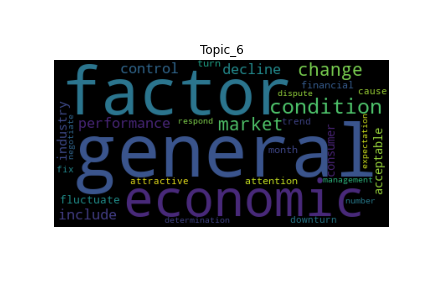 Topic_6
turn
control
decline
change
factor
financial
cause
dispute
condition
industry
performance
respond
market
trend
negotiate
general
consumer
expectation
month
acceptable
fix
attractive
attention
management
economic
fluctuate
number
include
determination
downturn